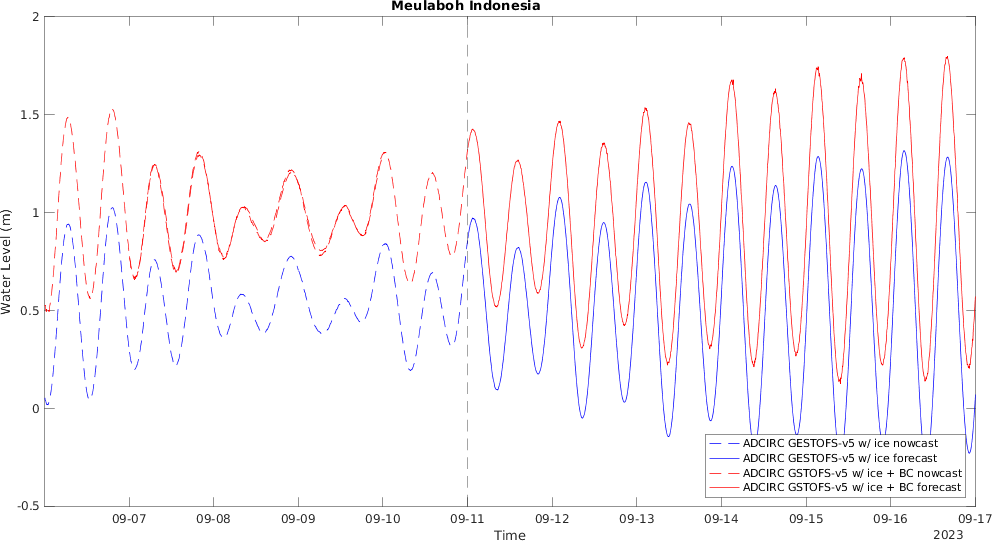 Meulaboh Indonesia
2
1.5
1
0.5
0
-0.5
Water Level (m)
09-07
09-08
09-09
09-10
09-11
09-12
09-13
09-14
09-15
09-16
09-17
Time
2023
ADCIRC GESTOFS-v5 w/ ice nowcast
ADCIRC GESTOFS-v5 w/ ice forecast
ADCIRC GSTOFS-v5 w/ ice + BC nowcast
ADCIRC GSTOFS-v5 w/ ice + BC forecast